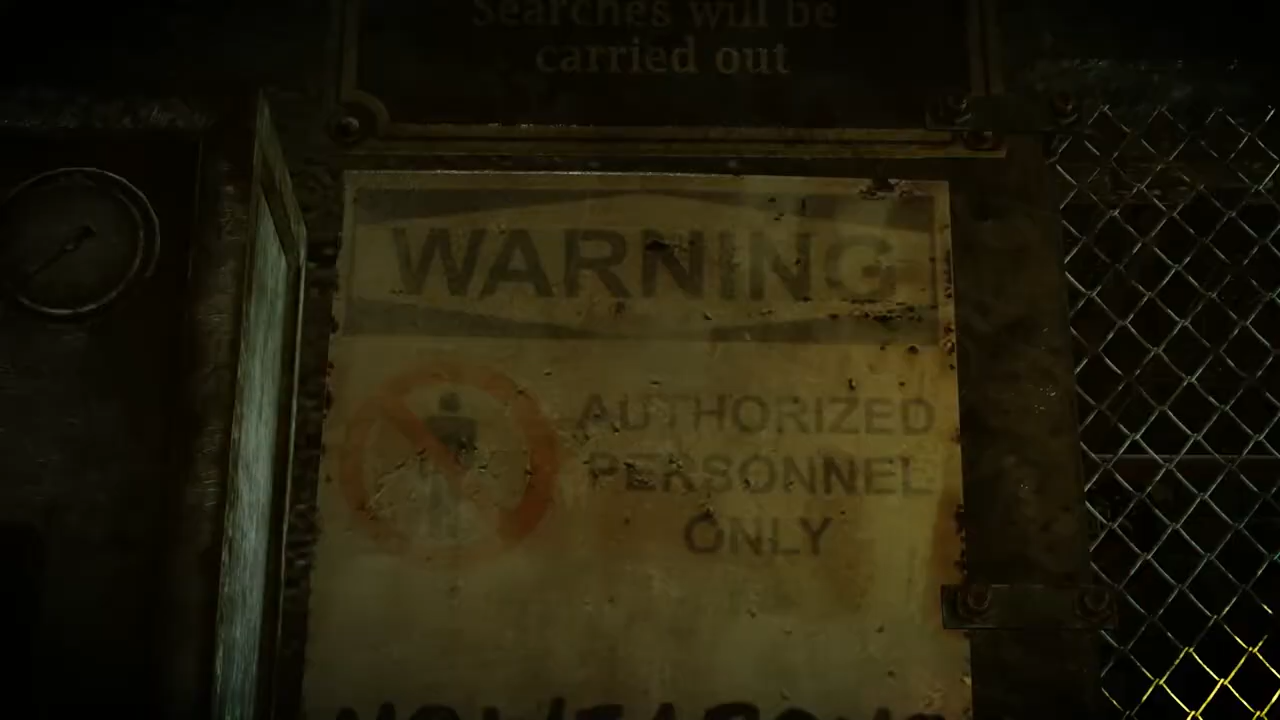 Searches will be
carried out
WARNING
AUTHORIZED
PERSONNEL
ONLY